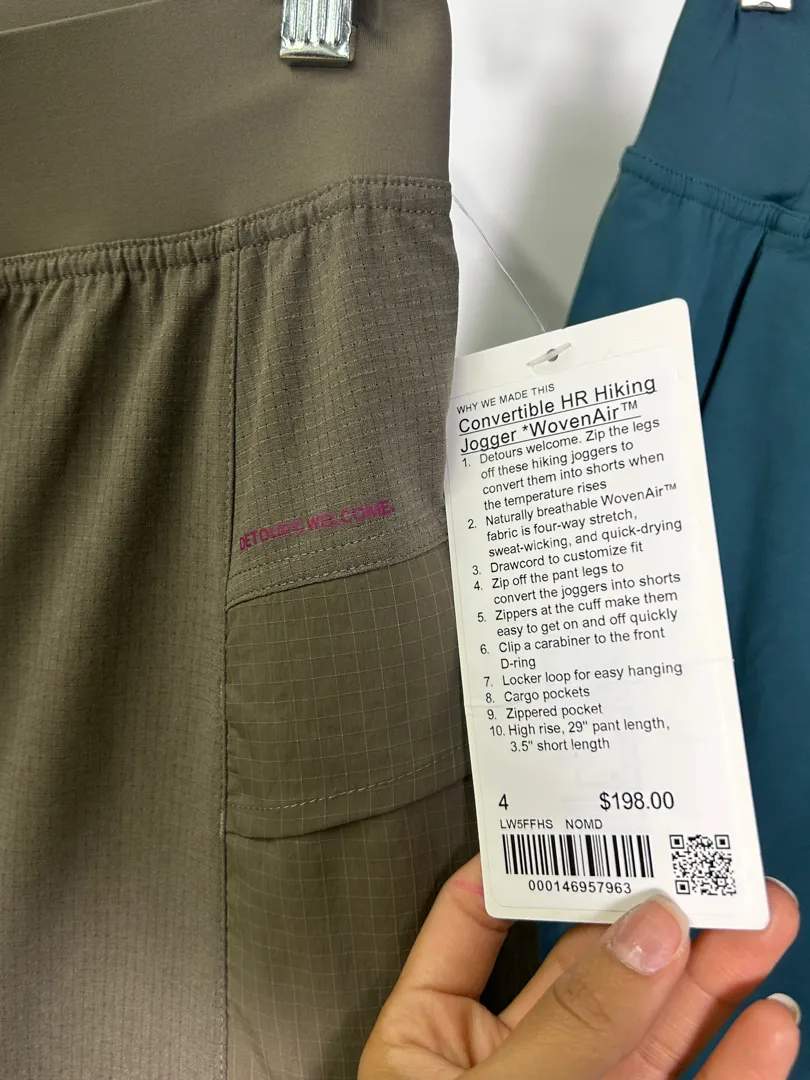 DETOURS WELCOME.
WHY WE MADE THIS
Convertible HR Hiking
Jogger *WovenAir™
1. Detours welcome. Zip the legs
off these hiking joggers to
convert them into shorts when
the temperature rises
2. Naturally breathable WovenAir™
fabric is four-way stretch,
sweat-wicking, and quick-drying
3. Drawcord to customize fit
4. Zip off the pant legs to
convert the joggers into shorts
5. Zippers at the cuff make them
easy to get on and off quickly
6. Clip a carabiner to the front
D-ring
7. Locker loop for easy hanging
8. Cargo pockets
9. Zippered pocket
10. High rise, 29" pant length,
3.5" short length
4 $198.00
LW5FFHS NOMD
000146957963